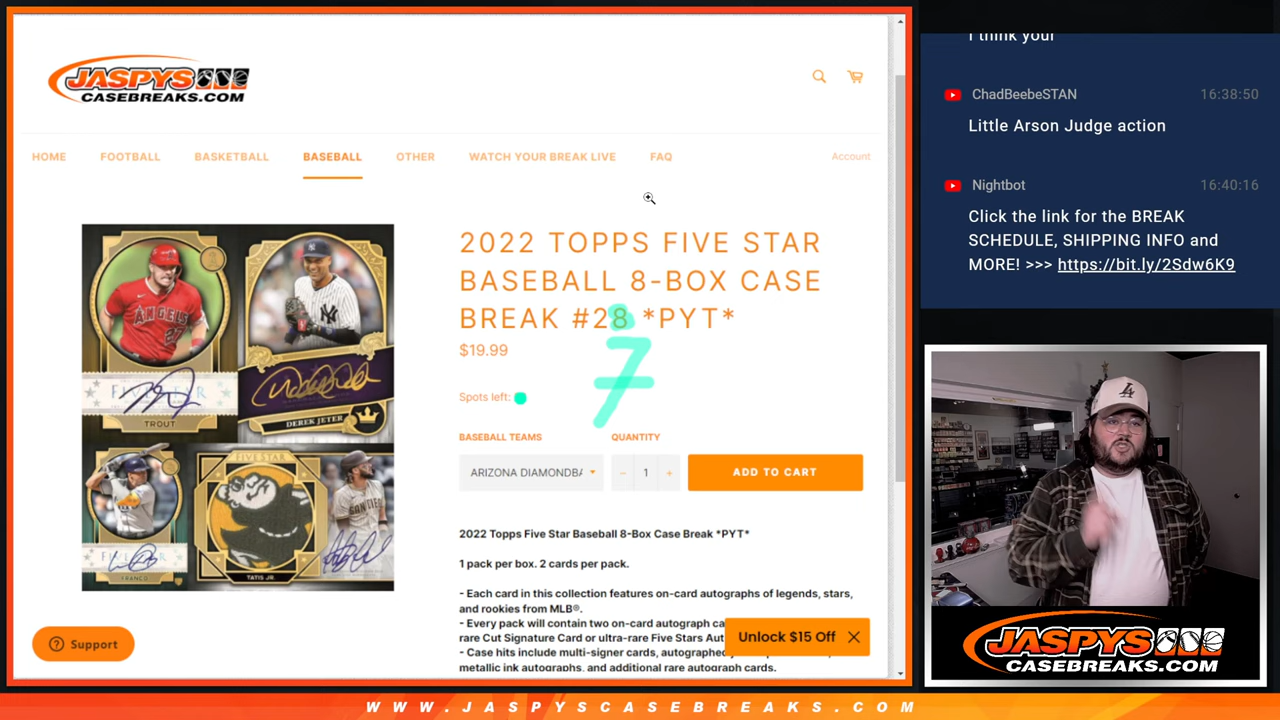 JASPYS
CASEBREAKS.COM
HOME FOOTBALL BASKETBALL BASEBALL OTHER WATCH YOUR BREAK LIVE FAQ Account
2022 TOPPS FIVE STAR
BASEBALL 8-BOX CASE
BREAK #28 *PYT*
7
$19.99
Spots left:
BASEBALL TEAMS QUANTITY
ARIZONA DIAMONDBA
− 1 +
ADD TO CART
2022 Topps Five Star Baseball 8-Box Case Break *PYT*
1 pack per box. 2 cards per pack.
- Each card in this collection features on-card autographs of legends, stars,
and rookies from MLB®.
- Every pack will contain two on-card autograph
rare Cut Signature Card or ultra-rare Five Stars
- Case hits include multi-signer cards, autographed
metallic ink autographs, and additional rare autograph cards.
Unlock $15 Off
Support
ANGELS
27
TROUT
DEREK JETER
FRANCO
FIVE STAR
TATIS JR.
SAN DIEGO
I think your
ChadBeebeSTAN 16:38:50
Little Arson Judge action
Nightbot 16:40:16
Click the link for the BREAK
SCHEDULE, SHIPPING INFO and
MORE! >>> https://bit.ly/2Sdw6K9
LA
JASPYS
CASEBREAKS.COM
WWW.JASPYSCASEBREAKS.COM